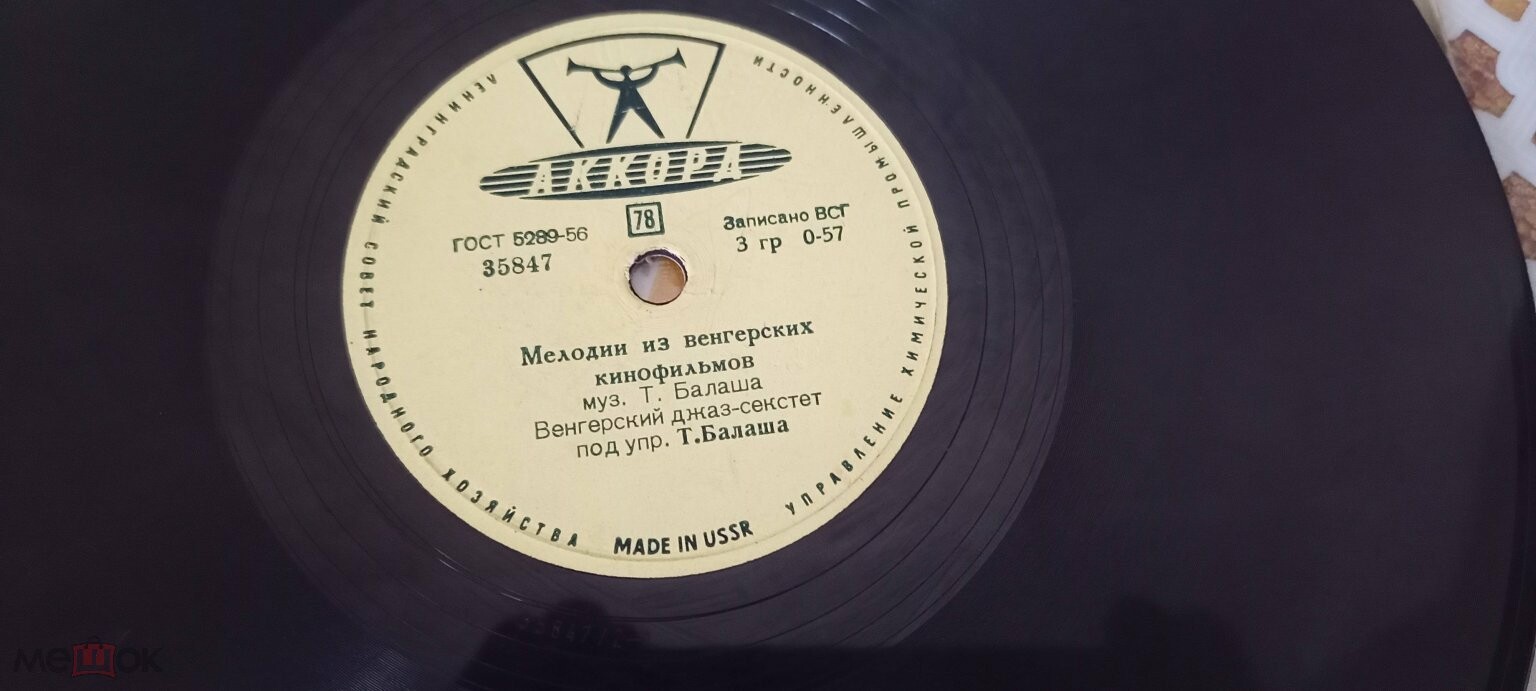 ЛЕНИНГРАДСКИЙ СОВЕТ НАРОДНОГО ХОЗЯЙСТВА
УПРАВЛЕНИЕ ХИМИЧЕСКОЙ ПРОМЫШЛЕННОСТИ
АККОРД
78
ГОСТ 5289-56
35847
Записано ВСГ
3 гр 0-57
Мелодии из венгерских
кинофильмов
муз. Т. Балаша
Венгерский джаз-секстет
под упр. Т.Балаша
MADE IN USSR
мешок